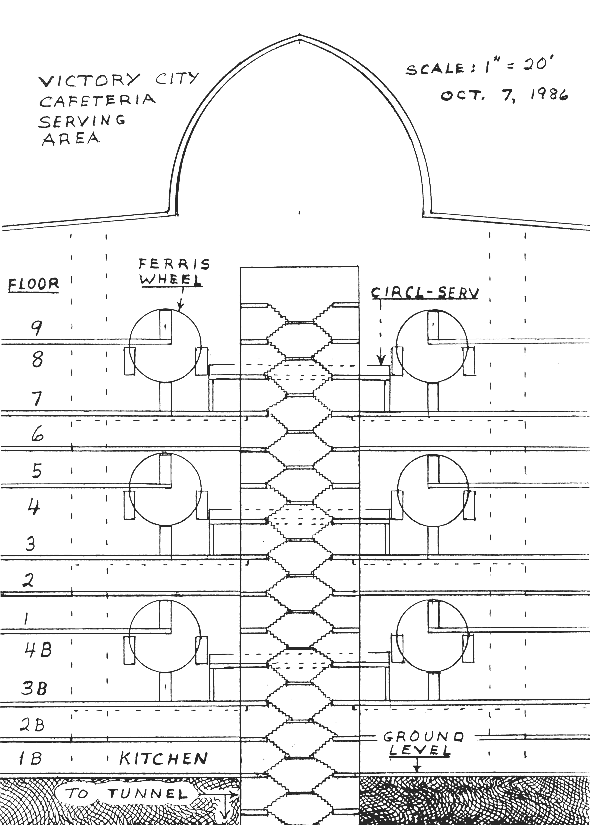 VICTORY CITY
CAFETERIA
SERVING
AREA
SCALE: 1" = 20'
OCT. 7, 1986
FERRIS
WHEEL
FLOOR
CIRCL-SERV
9
8
7
6
5
4
3
2
1
4B
3B
2B
GROUND
LEVEL
1B KITCHEN
TO TUNNEL